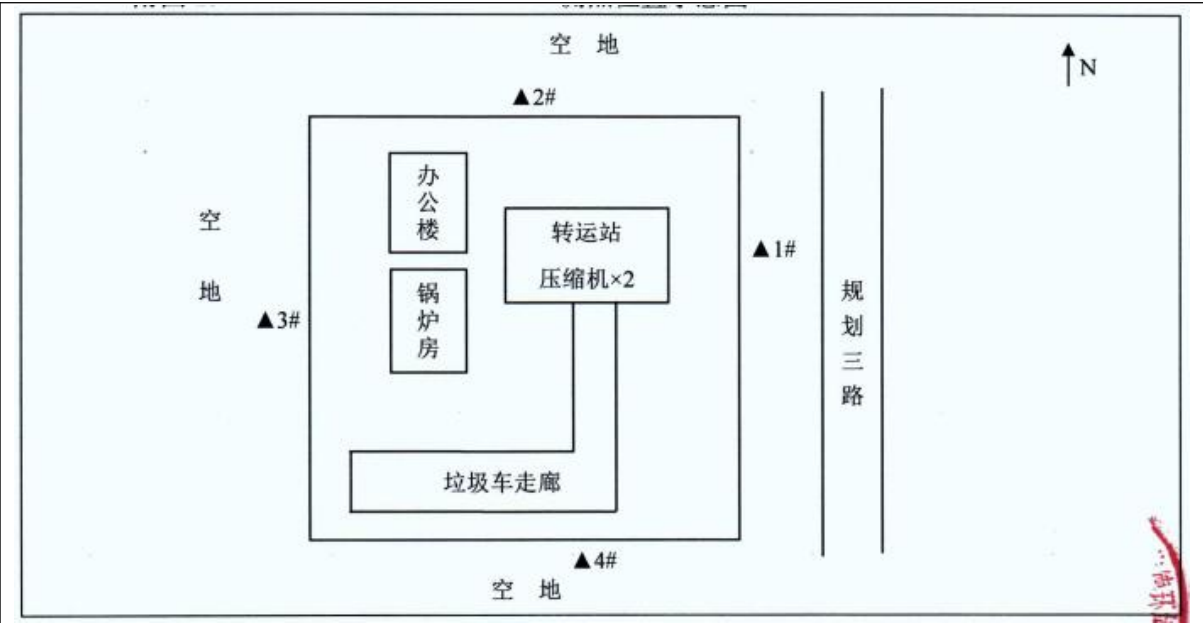 空 地
N
▲2#
办公楼
空地
转运站
压缩机×2
▲1#
锅炉房
▲3#
规划三路
垃圾车走廊
▲4#
空 地